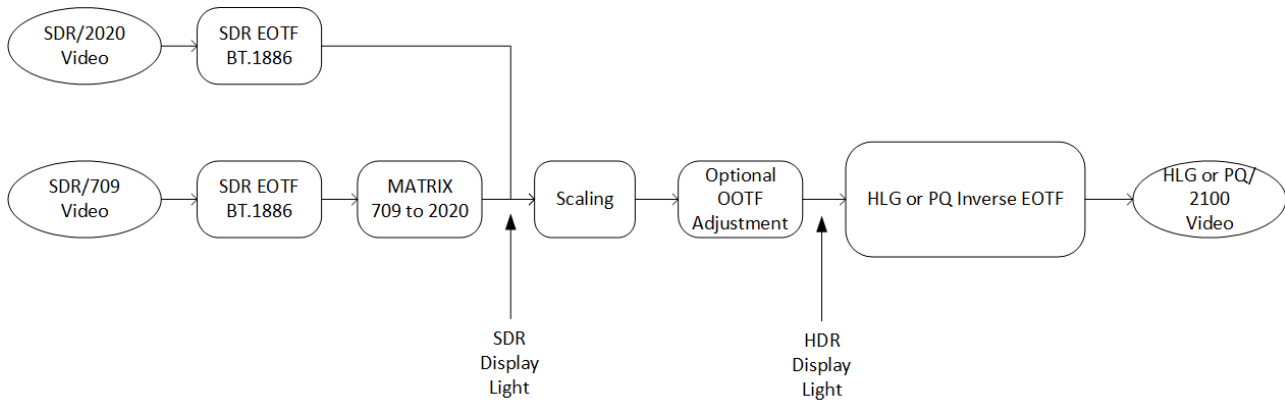 SDR/2020
Video
SDR EOTF
BT.1886
SDR/709
Video
SDR EOTF
BT.1886
MATRIX
709 to 2020
Scaling
Optional
OOTF
Adjustment
HLG or PQ Inverse EOTF
HLG or PQ/
2100
Video
SDR
Display
Light
HDR
Display
Light